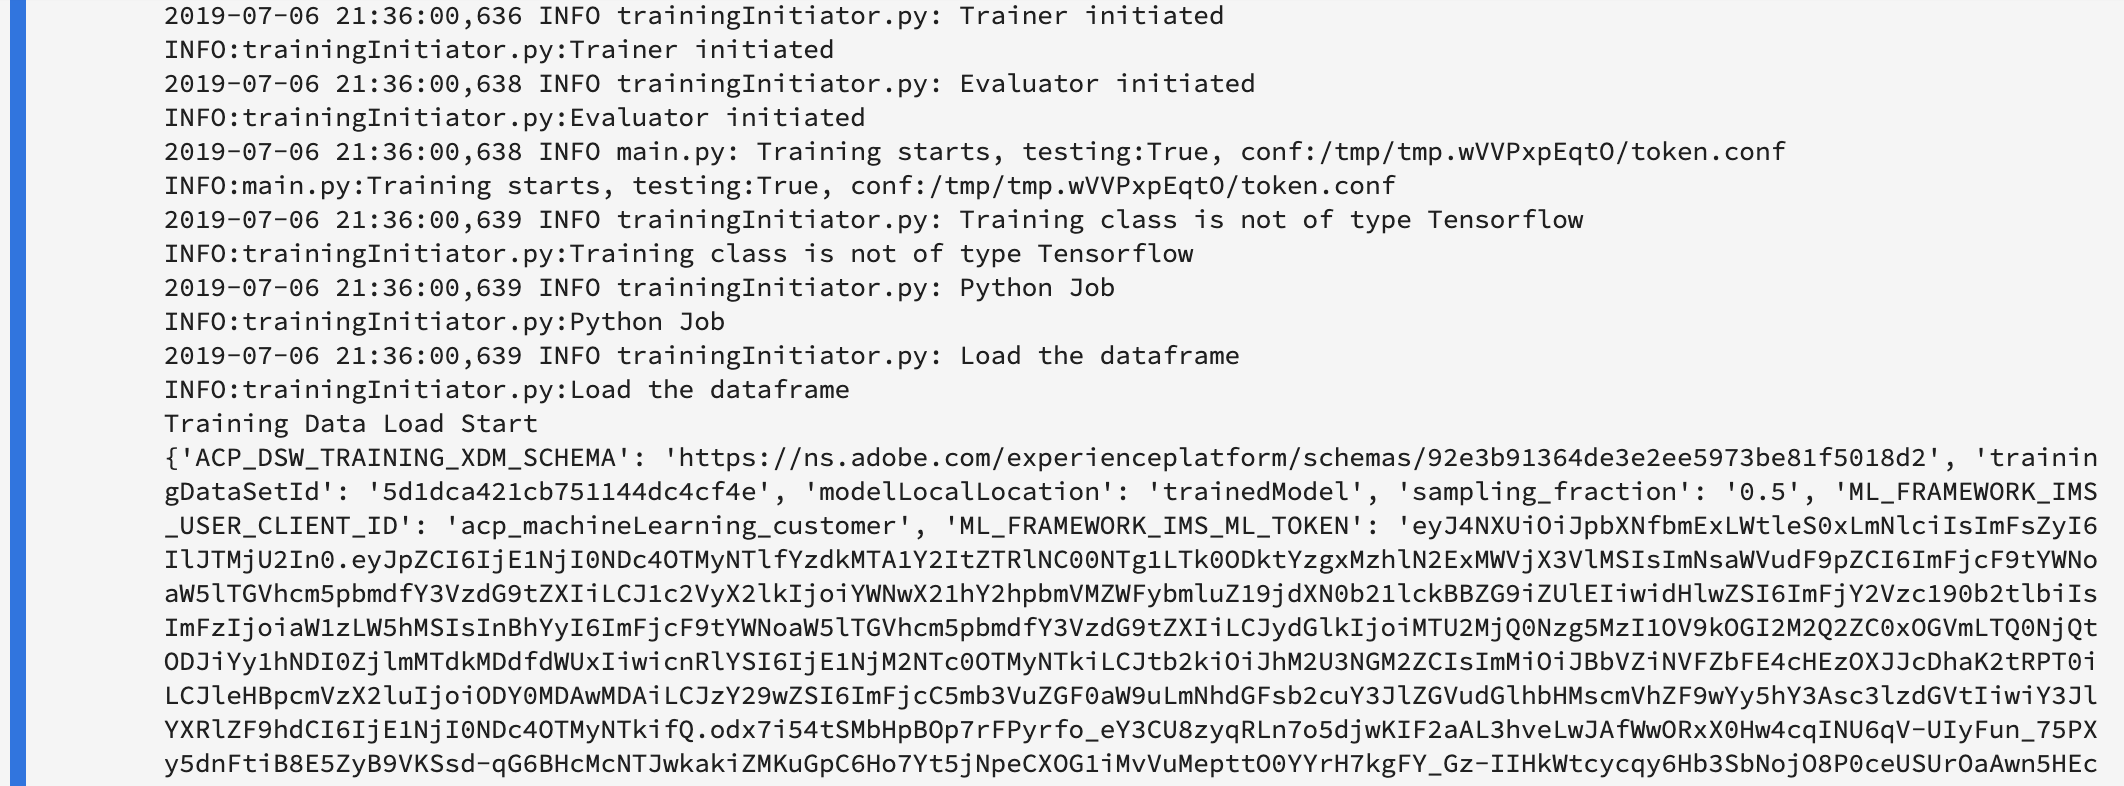 2019-07-06 21:36:00,636 INFO trainingInitiator.py: Trainer initiated
INFO:trainingInitiator.py:Trainer initiated
2019-07-06 21:36:00,638 INFO trainingInitiator.py: Evaluator initiated
INFO:trainingInitiator.py:Evaluator initiated
2019-07-06 21:36:00,638 INFO main.py: Training starts, testing:True, conf:/tmp/tmp.wVVPxpEqtO/token.conf
INFO:main.py:Training starts, testing:True, conf:/tmp/tmp.wVVPxpEqtO/token.conf
2019-07-06 21:36:00,639 INFO trainingInitiator.py: Training class is not of type Tensorflow
INFO:trainingInitiator.py:Training class is not of type Tensorflow
2019-07-06 21:36:00,639 INFO trainingInitiator.py: Python Job
INFO:trainingInitiator.py:Python Job
2019-07-06 21:36:00,639 INFO trainingInitiator.py: Load the dataframe
INFO:trainingInitiator.py:Load the dataframe
Training Data Load Start
{'ACP_DSW_TRAINING_XDM_SCHEMA': 'https://ns.adobe.com/experienceplatform/schemas/92e3b91364de3e2ee5973be81f5018d2', 'trainin
gDataSetId': '5d1dca421cb751144dc4cf4e', 'modelLocalLocation': 'trainedModel', 'sampling_fraction': '0.5', 'ML_FRAMEWORK_IMS
_USER_CLIENT_ID': 'acp_machineLearning_customer', 'ML_FRAMEWORK_IMS_ML_TOKEN': 'eyJ4NXUiOiJpbXNfbmExLWtleS0xLmNlciIsImFsZyI6
IlJTMjU2In0.eyJpZCI6IjE1NjI0NDc4OTMyNTlfYzdkMTA1Y2ItZTRlNC00NTg1LTk0ODktYzgxMzhlN2ExMWVjX3VlMSIsImNsaWVudF9pZCI6ImFjcF9tYWNo
aW5lTGVhcm5pbmdfY3VzdG9tZXIiLCJ1c2VyX2lkIjoiYWNwX21hY2hpbmVMZWFybmluZ19jdXN0b21lckBBZG9iZUlEIiwidHlwZSI6ImFjY2Vzc190b2tlbiIs
ImFzIjoiaW1zLW5hMSIsInBhYyI6ImFjcF9tYWNoaW5lTGVhcm5pbmdfY3VzdG9tZXIiLCJydGlkIjoiMTU2MjQ0Nzg5MzI1OV9kOGI2M2Q2ZC0xOGVmLTQ0NjQt
ODJiYy1hNDI0ZjlmMTdkMDdfdWUxIiwicnRlYSI6IjE1NjM2NTc0OTMyNTkiLCJtb2kiOiJhM2U3NGM2ZCIsImMiOiJBbVZiNVFZbFE4cHEzOXJJcDhaK2tRPT0i
LCJleHBpcmVzX2luIjoiODY0MDAwMDAiLCJzY29wZSI6ImFjcC5mb3VuZGF0aW9uLmNhdGFsb2cuY3JlZGVudGlhbHMscmVhZF9wYy5hY3Asc3lzdGVtIiwiY3Jl
YXRlZF9hdCI6IjE1NjI0NDc4OTMyNTkifQ.odx7i54tSMbHpBOp7rFPyrfo_eY3CU8zyqRLn7o5djwKIF2aAL3hveLwJAfWwORxX0Hw4cqINU6qV-UIyFun_75PX
y5dnFtiB8E5ZyB9VKSsd-qG6BHcMcNTJwkakiZMKuGpC6Ho7Yt5jNpeCXOG1iMvVuMepttO0YYrH7kgFY_Gz-IIHkWtcycqy6Hb3SbNojO8P0ceUSUrOaAwn5HEc